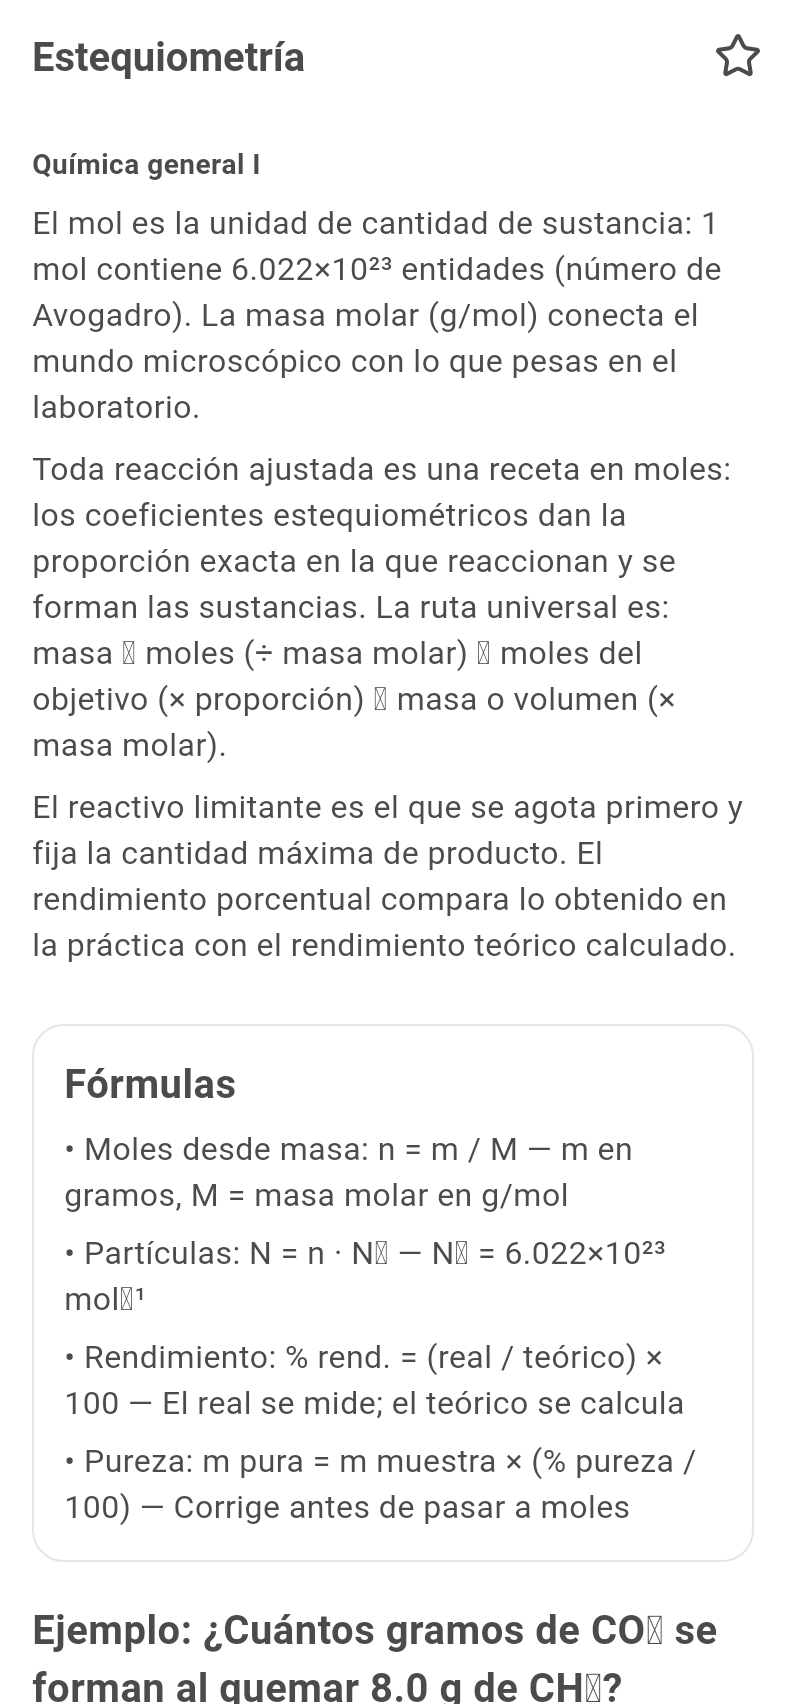 Estequiometría
Química general I
El mol es la unidad de cantidad de sustancia: 1
mol contiene 6.022×10²³ entidades (número de
Avogadro). La masa molar (g/mol) conecta el
mundo microscópico con lo que pesas en el
laboratorio.
Toda reacción ajustada es una receta en moles:
los coeficientes estequiométricos dan la
proporción exacta en la que reaccionan y se
forman las sustancias. La ruta universal es:
masa  moles (÷ masa molar)  moles del
objetivo (× proporción)  masa o volumen (×
masa molar).
El reactivo limitante es el que se agota primero y
fija la cantidad máxima de producto. El
rendimiento porcentual compara lo obtenido en
la práctica con el rendimiento teórico calculado.
Fórmulas
• Moles desde masa: n = m / M — m en
gramos, M = masa molar en g/mol
• Partículas: N = n · N — N = 6.022×10²³
mol¹
• Rendimiento: % rend. = (real / teórico) ×
100 — El real se mide; el teórico se calcula
• Pureza: m pura = m muestra × (% pureza /
100) — Corrige antes de pasar a moles
Ejemplo: ¿Cuántos gramos de CO se
forman al quemar 8.0 g de CH?